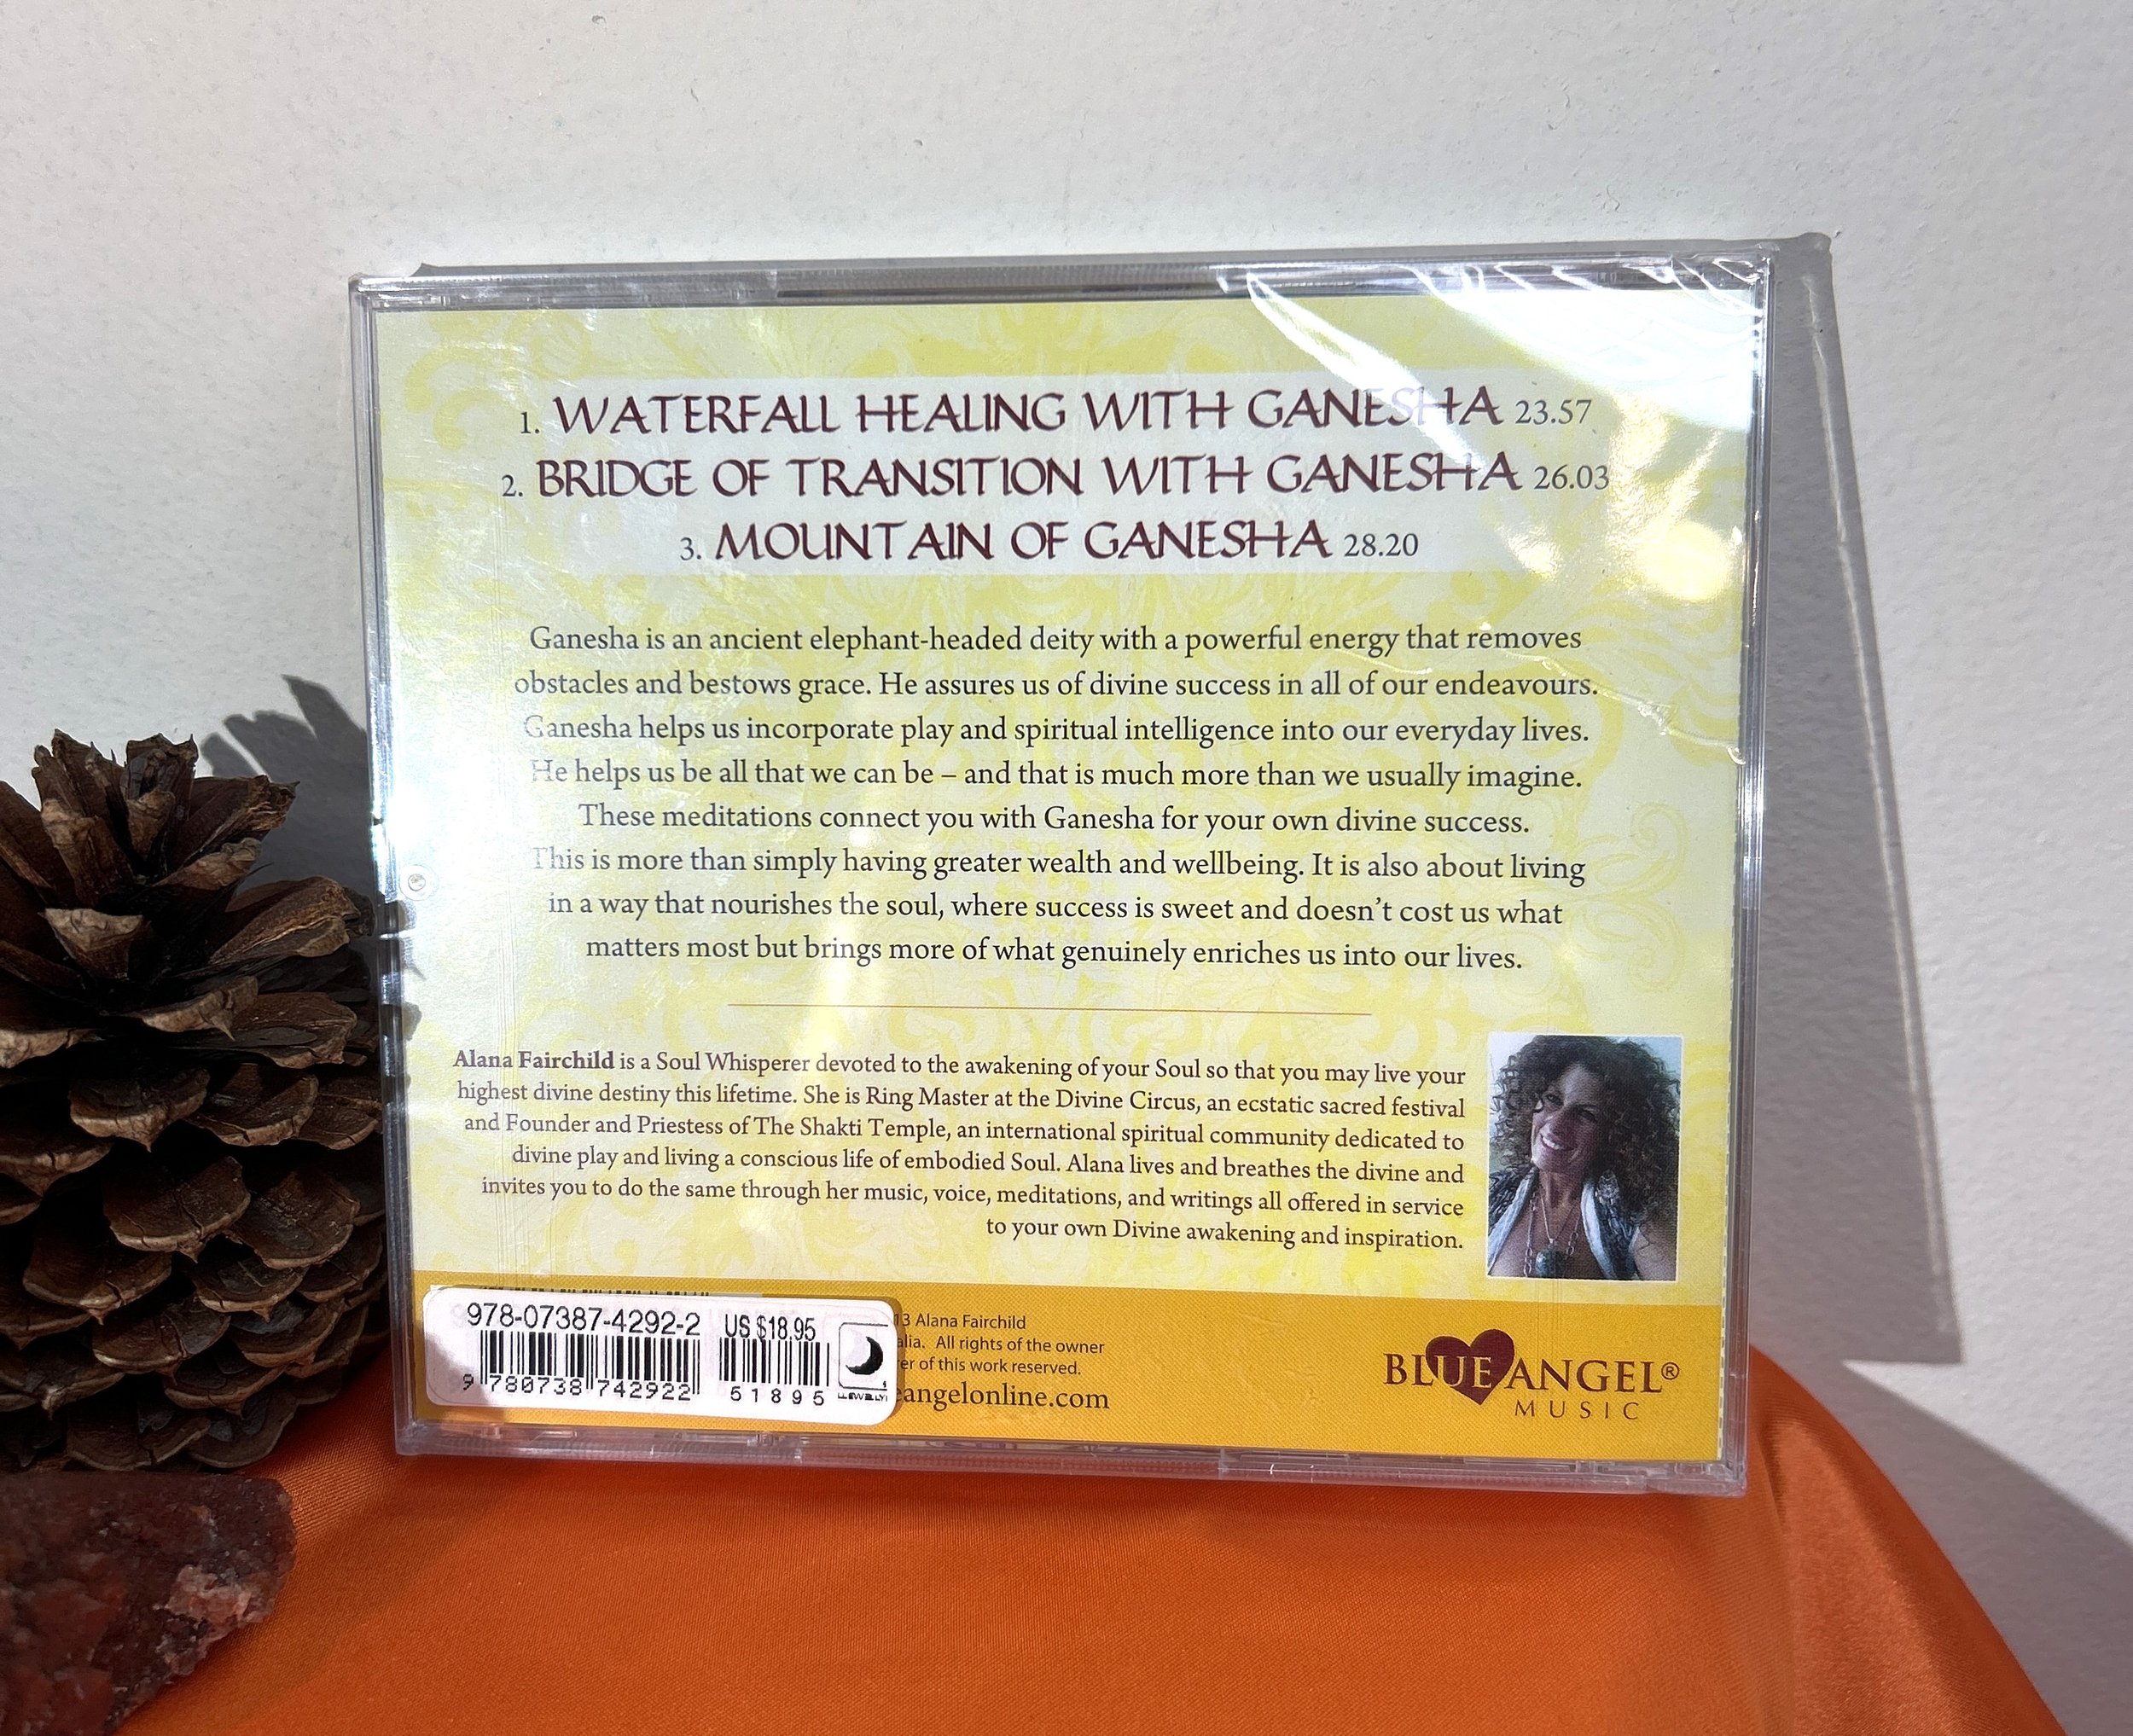 1. WATERFALL HEALING WITH GANESHA 23.57
2. BRIDGE OF TRANSITION WITH GANESHA 26.03
3. MOUNTAIN OF GANESHA 28.20
Ganesha is an ancient elephant-headed deity with a powerful energy that removes
obstacles and bestows grace. He assures us of divine success in all of our endeavours.
Ganesha helps us incorporate play and spiritual intelligence into our everyday lives.
He helps us be all that we can be – and that is much more than we usually imagine.
These meditations connect you with Ganesha for your own divine success.
This is more than simply having greater wealth and wellbeing. It is also about living
in a way that nourishes the soul, where success is sweet and doesn't cost us what
matters most but brings more of what genuinely enriches us into our lives.
Alana Fairchild is a Soul Whisperer devoted to the awakening of your Soul so that you may live your
highest divine destiny this lifetime. She is Ring Master at the Divine Circus, an ecstatic sacred festival
and Founder and Priestess of The Shakti Temple, an international spiritual community dedicated to
divine play and living a conscious life of embodied Soul. Alana lives and breathes the divine and
invites you to do the same through her music, voice, meditations, and writings all offered in service
to your own Divine awakening and inspiration.
978-07387-4292-2 US $18.95
9 780738 742922 51895
13 Alana Fairchild
alia. All rights of the owner
er of this work reserved.
eangelonline.com
BLUE ANGEL®
MUSIC